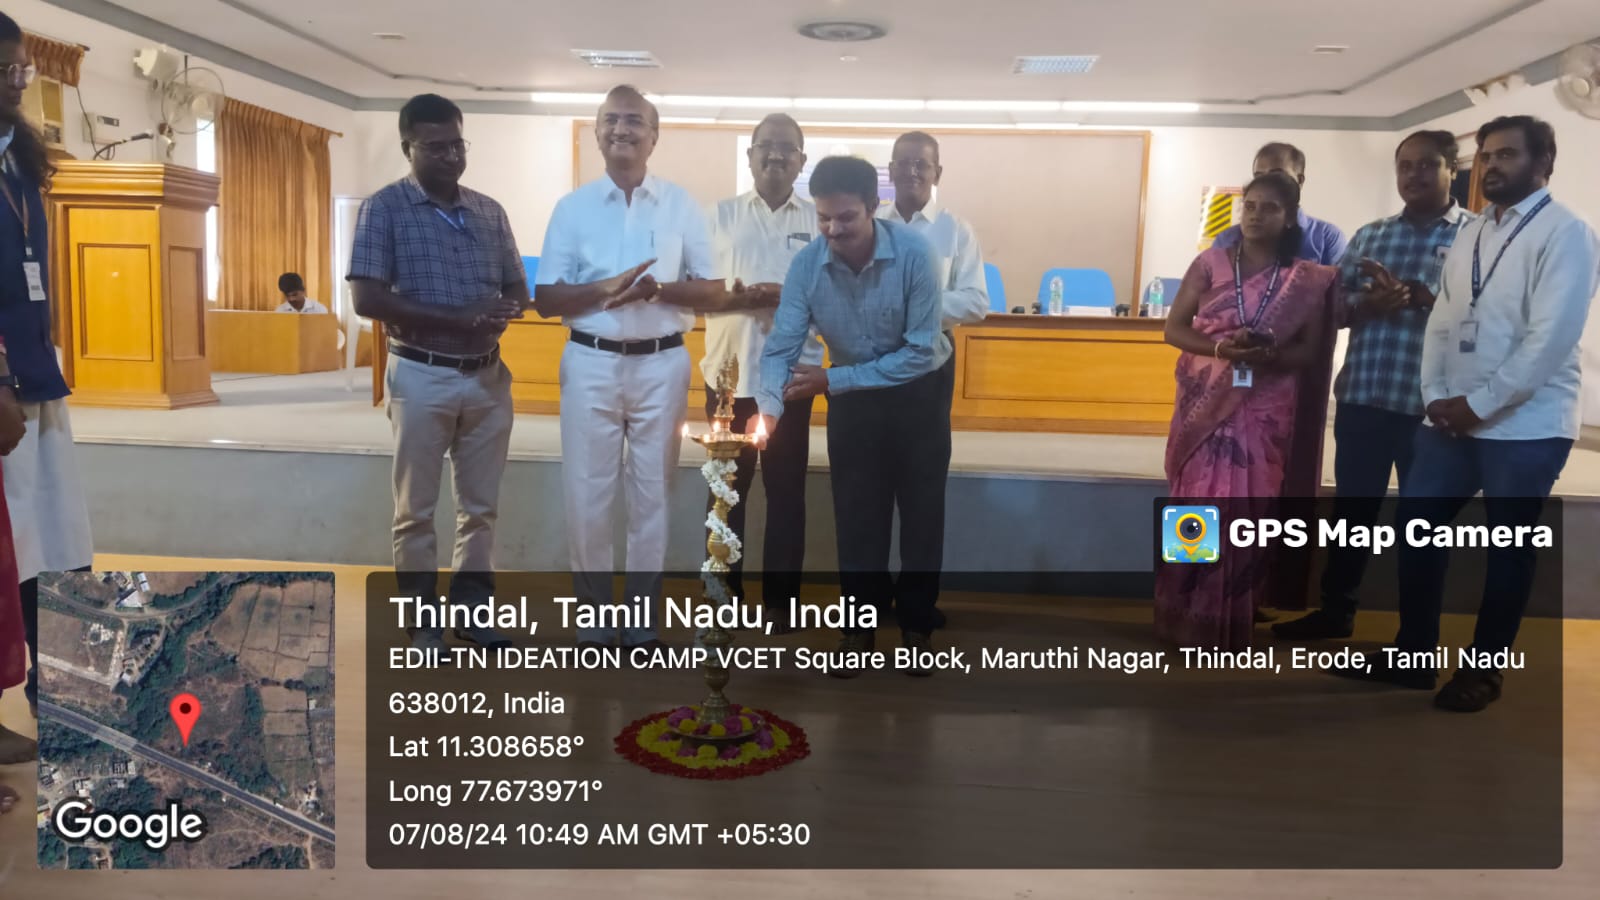 GPS Map Camera
Thindal, Tamil Nadu, India
EDII-TN IDEATION CAMP VCET Square Block, Maruthi Nagar, Thindal, Erode, Tamil Nadu
638012, India
Lat 11.308658°
Long 77.673971°
07/08/24 10:49 AM GMT +05:30
Google